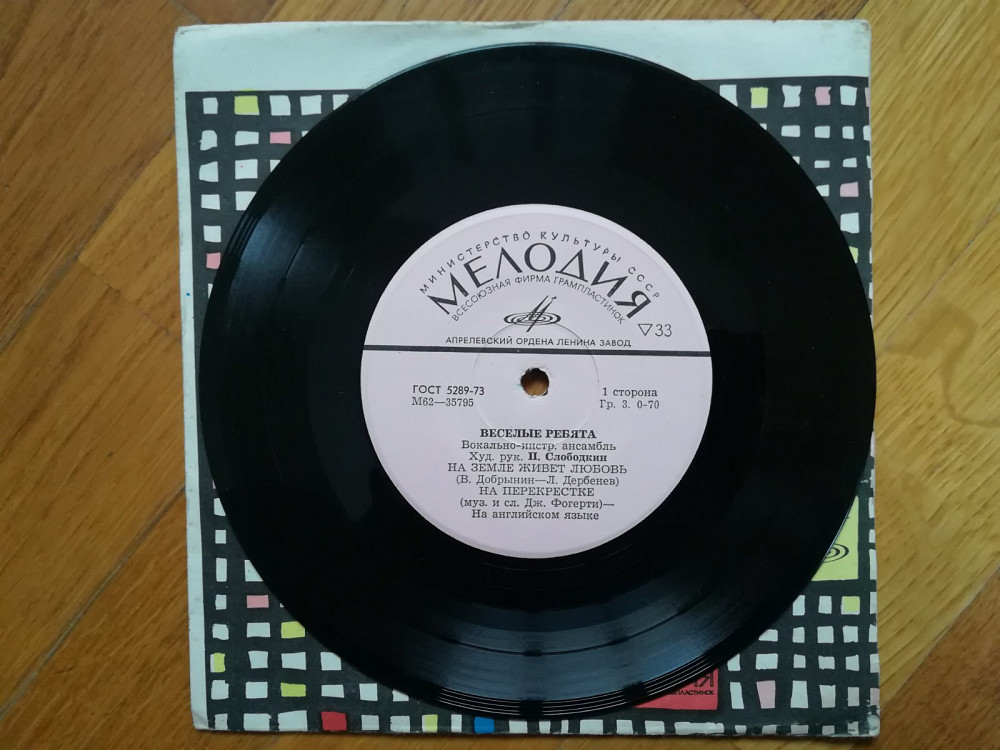 МИНИСТЕРСТВО КУЛЬТУРЫ СССР
МЕЛОДИЯ
ВСЕСОЮЗНАЯ ФИРМА ГРАМПЛАСТИНОК
▽33
АПРЕЛЕВСКИЙ ОРДЕНА ЛЕНИНА ЗАВОД
ГОСТ 5289-73
1 сторона
М62—35795
Гр. 3. 0-70
ВЕСЕЛЫЕ РЕБЯТА
Вокально-инстр. ансамбль
Худ. рук. П. Слободкин
НА ЗЕМЛЕ ЖИВЕТ ЛЮБОВЬ
(В. Добрынин—Л. Дербенев)
НА ПЕРЕКРЕСТКЕ
(муз. и сл. Дж. Фогерти)—
На английском языке